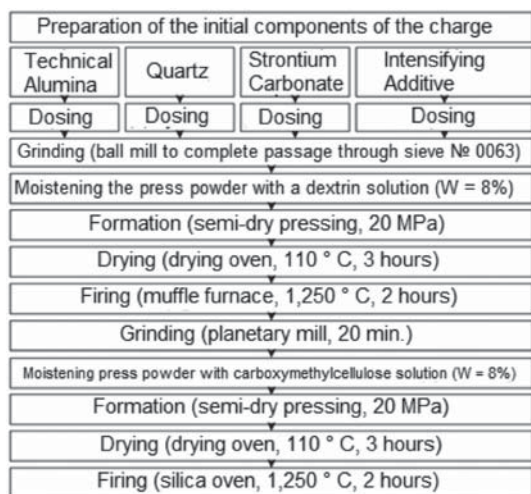 Preparation of the initial components of the charge
Technical
Alumina
Quartz
Strontium
Carbonate
Intensifying
Additive
Dosing
Dosing
Dosing
Dosing
Grinding (ball mill to complete passage through sieve № 0063)
Moistening the press powder with a dextrin solution (W = 8%)
Formation (semi-dry pressing, 20 MPa)
Drying (drying oven, 110 ° C, 3 hours)
Firing (muffle furnace, 1,250 ° C, 2 hours)
Grinding (planetary mill, 20 min.)
Moistening press powder with carboxymethylcellulose solution (W = 8%)
Formation (semi-dry pressing, 20 MPa)
Drying (drying oven, 110 ° C, 3 hours)
Firing (silica oven, 1,250 ° C, 2 hours)